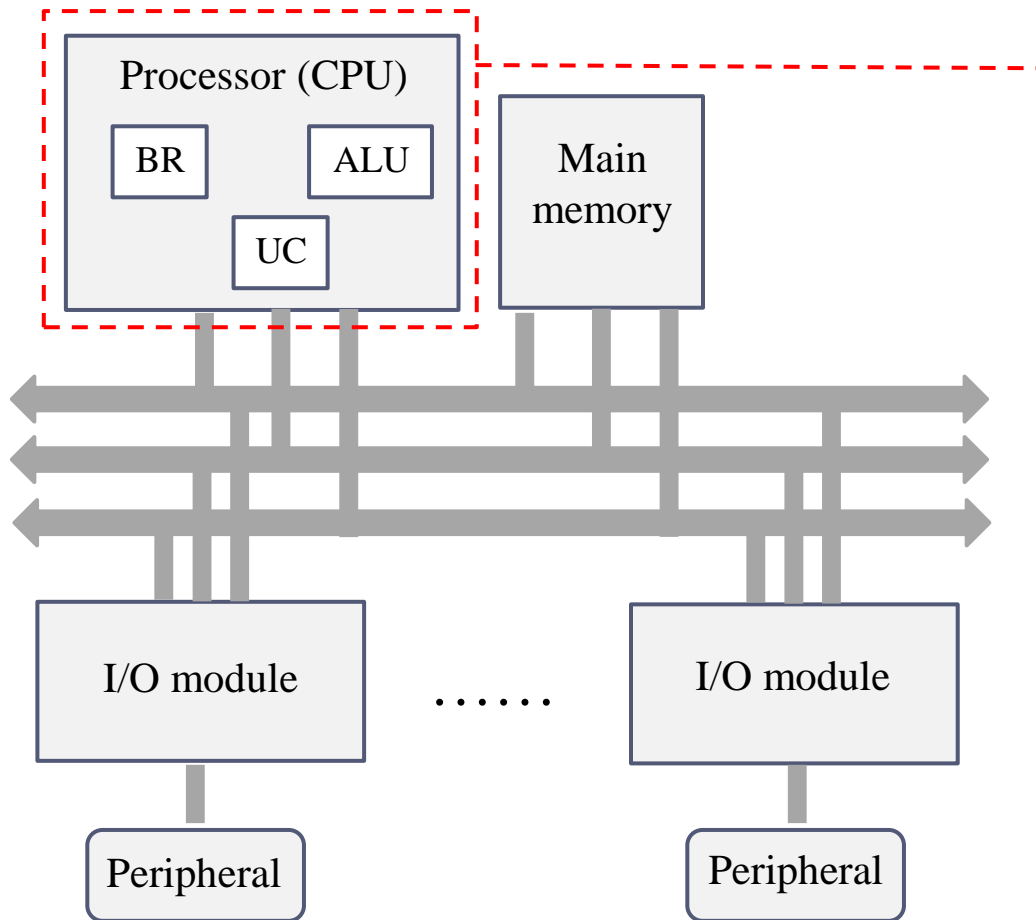 Processor (CPU)
BR
ALU
UC
Main
memory
I/O module
......
I/O module
Peripheral
Peripheral